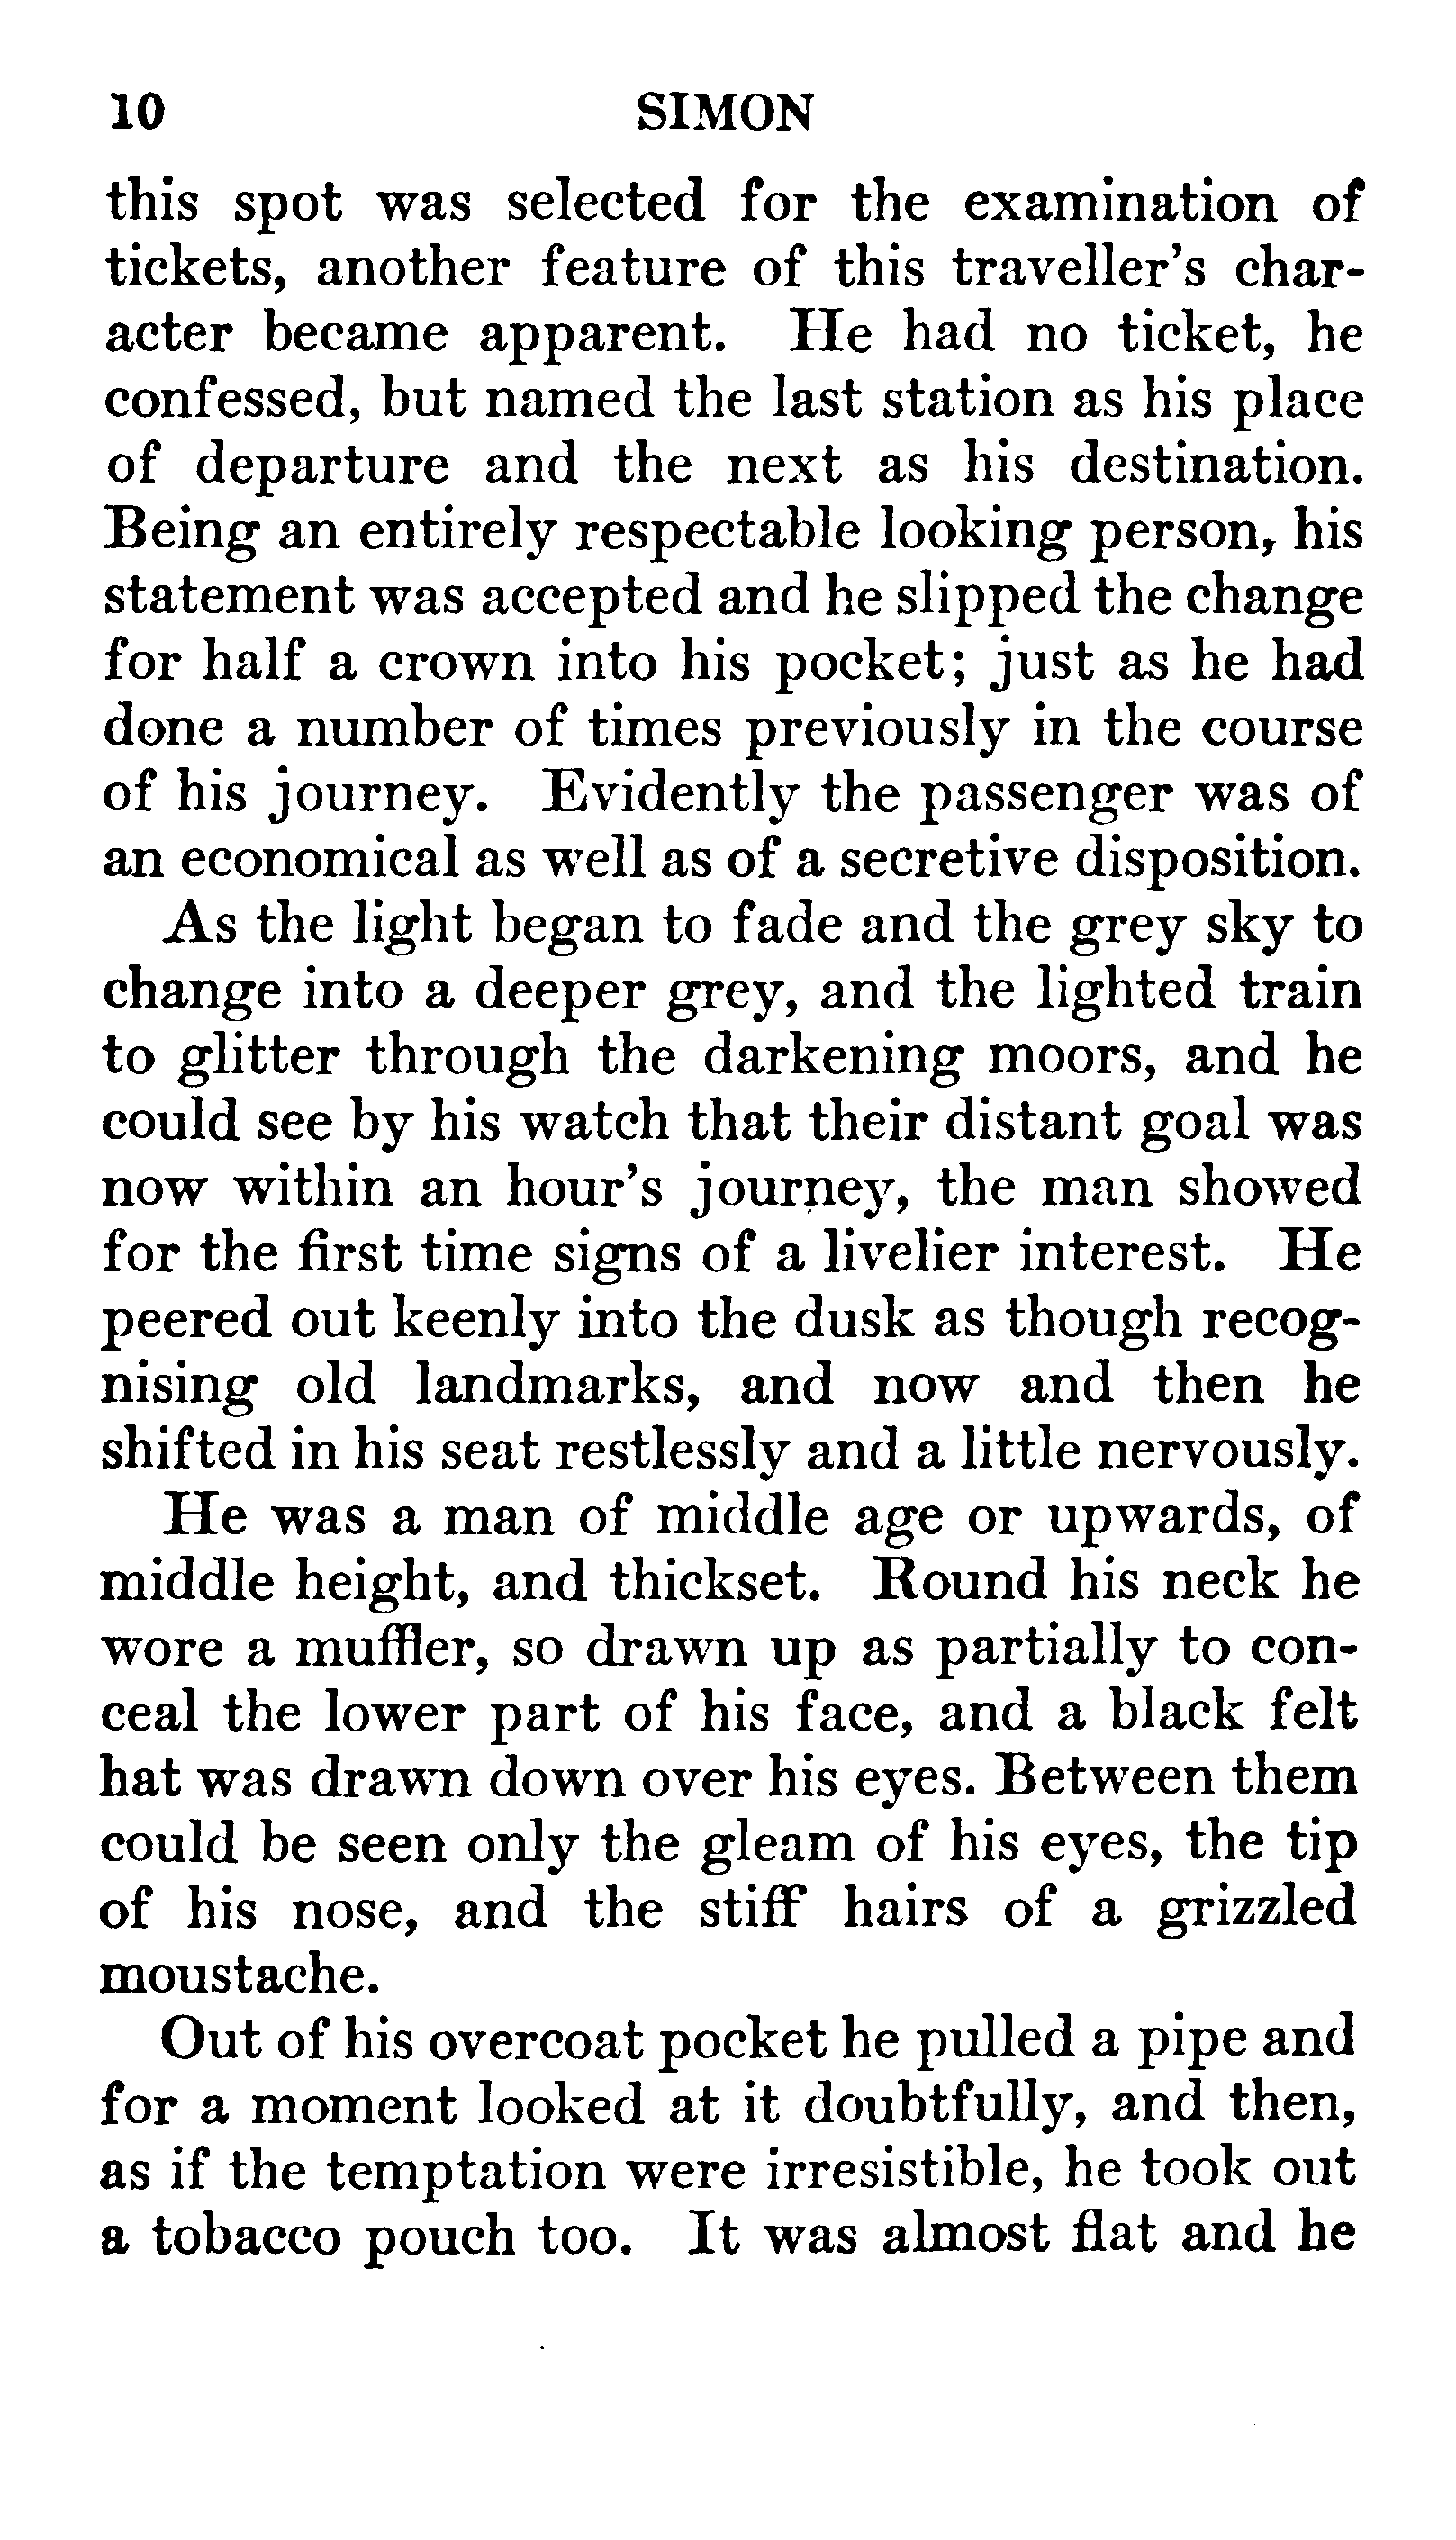 10 SIMON
this spot was selected for the examination of
tickets, another feature of this traveller's char-
acter became apparent. He had no ticket, he
confessed, but named the last station as his place
of departure and the next as his destination.
Being an entirely respectable looking person, his
statement was accepted and he slipped the change
for half a crown into his pocket; just as he had
done a number of times previously in the course
of his journey. Evidently the passenger was of
an economical as well as of a secretive disposition.
As the light began to fade and the grey sky to
change into a deeper grey, and the lighted train
to glitter through the darkening moors, and he
could see by his watch that their distant goal was
now within an hour's journey, the man showed
for the first time signs of a livelier interest. He
peered out keenly into the dusk as though recog-
nising old landmarks, and now and then he
shifted in his seat restlessly and a little nervously.
He was a man of middle age or upwards, of
middle height, and thickset. Round his neck he
wore a muffler, so drawn up as partially to con-
ceal the lower part of his face, and a black felt
hat was drawn down over his eyes. Between them
could be seen only the gleam of his eyes, the tip
of his nose, and the stiff hairs of a grizzled
moustache.
Out of his overcoat pocket he pulled a pipe and
for a moment looked at it doubtfully, and then,
as if the temptation were irresistible, he took out
a tobacco pouch too. It was almost flat and he